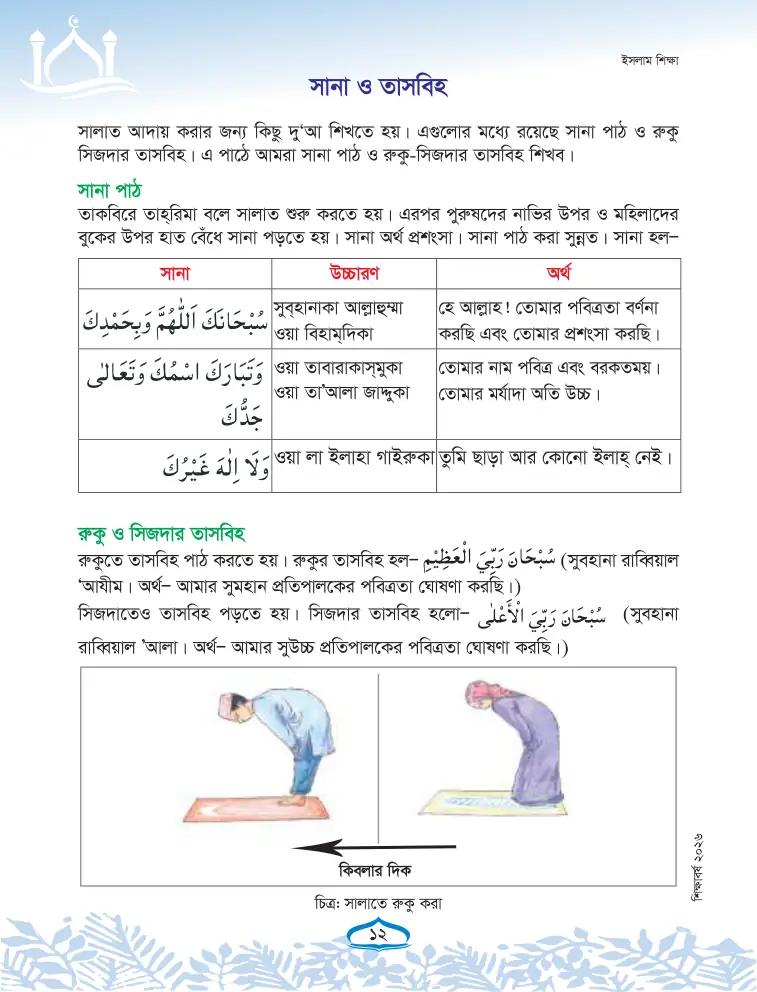 ইসলাম শিক্ষা
সানা ও তাসবিহ
সালাত আদায় করার জন্য কিছু দু‘আ শিখতে হয়। এগুলোর মধ্যে রয়েছে সানা পাঠ ও রুকু
সিজদার তাসবিহ। এ পাঠে আমরা সানা পাঠ ও রুকু-সিজদার তাসবিহ শিখব।
সানা পাঠ
তাকবিরে তাহ্‌রিমা বলে সালাত শুরু করতে হয়। এরপর পুরুষদের নাভির উপর ও মহিলাদের
বুকের উপর হাত বেঁধে সানা পড়তে হয়। সানা অর্থ প্রশংসা। সানা পাঠ করা সুন্নত। সানা হল–
সানা উচ্চারণ অর্থ
سُبْحَانَكَ اَللّٰهُمَّ وَبِحَمْدِكَ সুব্‌হানাকা আল্লাহুম্মা হে আল্লাহ! তোমার পবিত্রতা বর্ণনা
ওয়া বিহাম্‌দিকা করছি এবং তোমার প্রশংসা করছি।
وَتَبَارَكَ اسْمُكَ وَتَعَالٰى ওয়া তাবারাকাস্‌মুকা তোমার নাম পবিত্র এবং বরকতময়।
جَدُّكَ ওয়া তা’আলা জাদ্দুকা তোমার মর্যাদা অতি উচ্চ।
وَلَا اِلٰهَ غَيْرُكَ ওয়া লা ইলাহা গাইরুকা তুমি ছাড়া আর কোনো ইলাহ্ নেই।
রুকু ও সিজদার তাসবিহ
রুকুতে তাসবিহ পাঠ করতে হয়। রুকুর তাসবিহ হল– سُبْحَانَ رَبِّيَ الْعَظِيْمِ (সুবহানা রাব্বিয়াল
‘আযীম। অর্থ– আমার সুমহান প্রতিপালকের পবিত্রতা ঘোষণা করছি।)
সিজদাতেও তাসবিহ পড়তে হয়। সিজদার তাসবিহ হলো– سُبْحَانَ رَبِّيَ الْأَعْلٰى (সুবহানা
রাব্বিয়াল ’আলা। অর্থ– আমার সুউচ্চ প্রতিপালকের পবিত্রতা ঘোষণা করছি।)
কিবলার দিক
চিত্র: সালাতে রুকু করা
শিক্ষাবর্ষ ২০২৬
১২